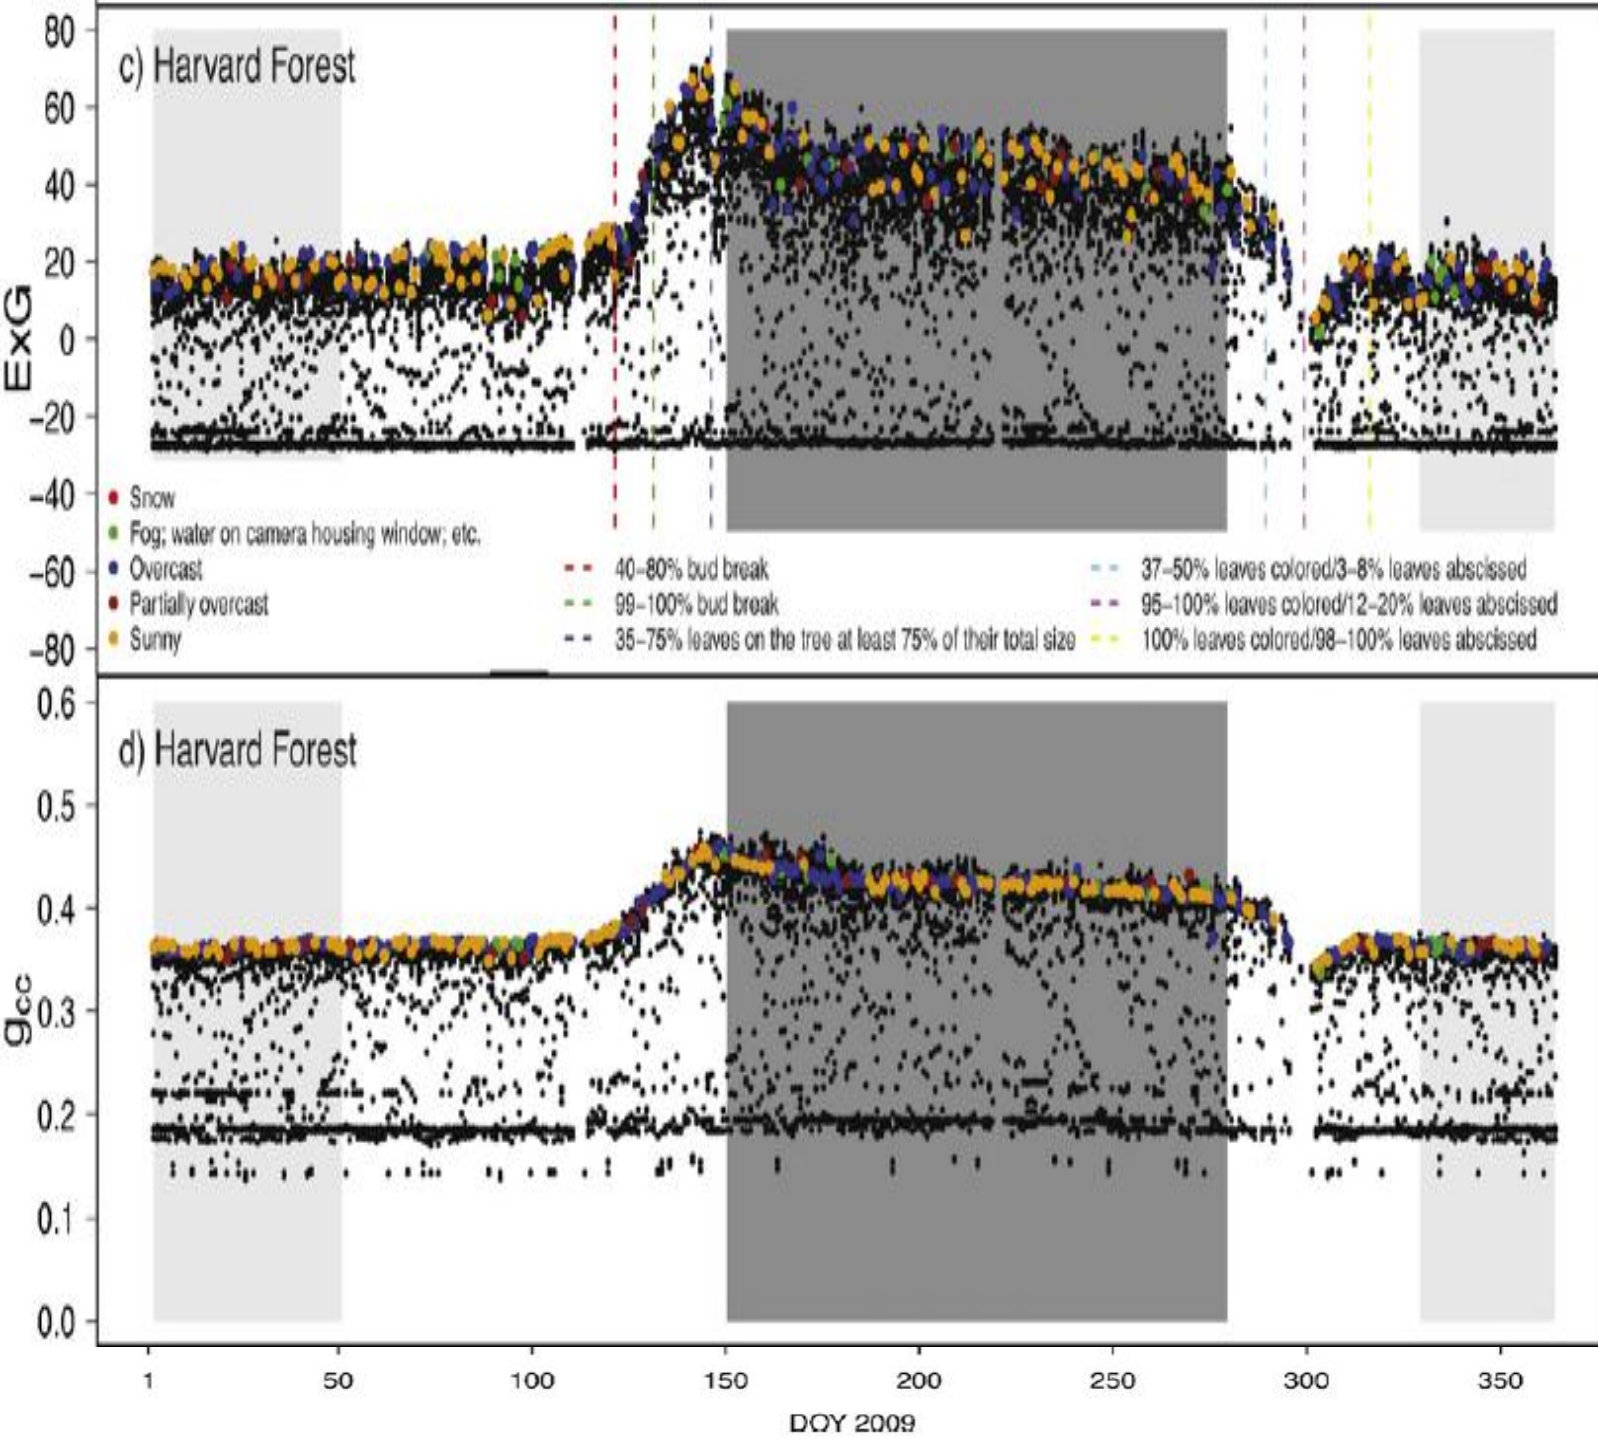 80
c) Harvard Forest
60
40
20
0
ExG
−20
−40
−60
−80
Snow
Fog; water on camera housing window; etc.
Overcast
Partially overcast
Sunny
40−80% bud break
99−100% bud break
35−75% leaves on the tree at least 75% of their total size
37−50% leaves colored/3−8% leaves abscissed
95−100% leaves colored/12−20% leaves abscissed
100% leaves colored/98−100% leaves abscissed
0.6
d) Harvard Forest
0.5
0.4
0.3
gcc
0.2
0.1
0.0
1 50 100 150 200 250 300 350
DOY 2009